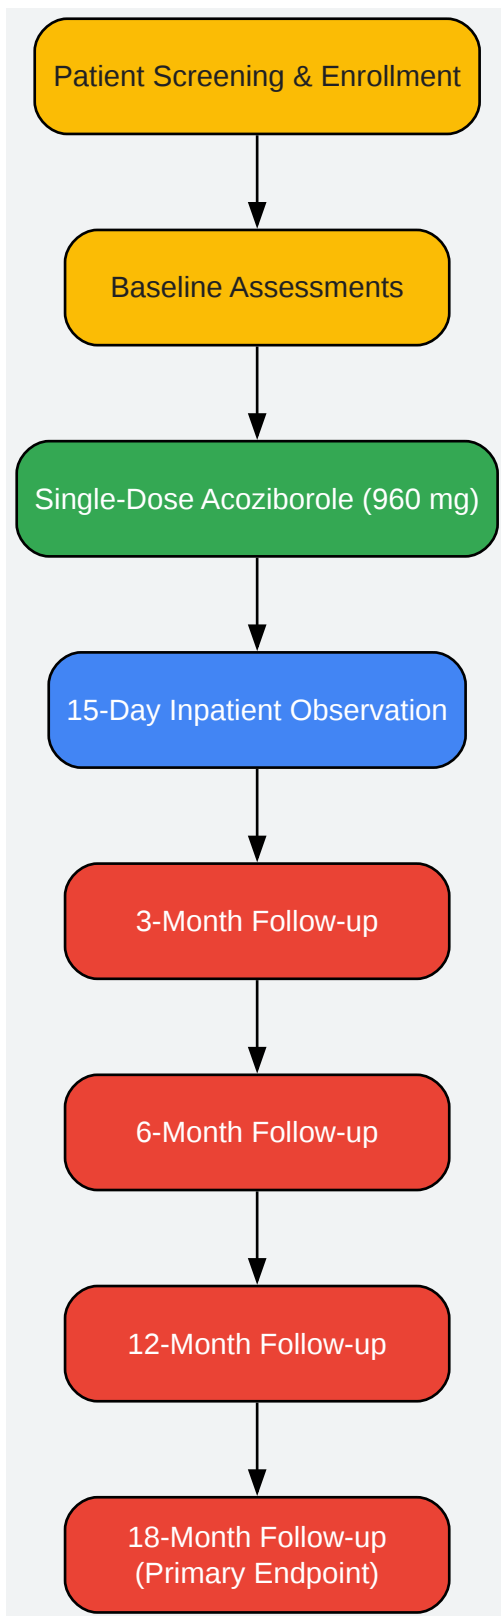 Patient Screening & Enrollment
Baseline Assessments
Single-Dose Acoziborole (960 mg)
15-Day Inpatient Observation
3-Month Follow-up
6-Month Follow-up
12-Month Follow-up
18-Month Follow-up
(Primary Endpoint)